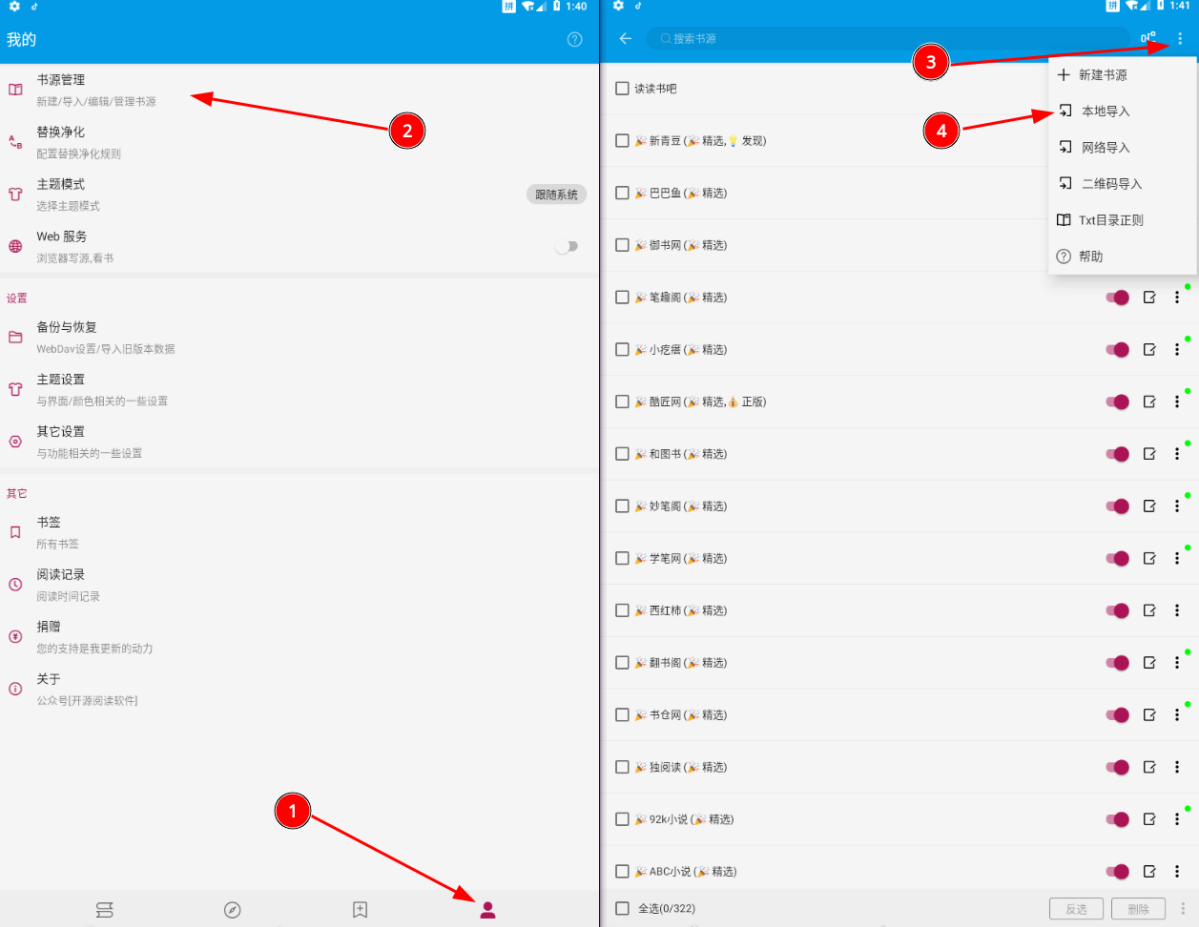 拼 1:40
我的
书源管理
新建/导入/编辑/管理书源
2
替换净化
配置替换净化规则
主题模式
选择主题模式
跟随系统
Web 服务
浏览器写源,看书
设置
备份与恢复
WebDav设置/导入旧版本数据
主题设置
与界面/颜色相关的一些设置
其它设置
与功能相关的一些设置
其它
书签
所有书签
阅读记录
阅读时间记录
捐赠
您的支持是我更新的动力
关于
公众号[开源阅读软件]
1
拼 1:41
搜索书源
3
新建书源
4
本地导入
网络导入
二维码导入
Txt目录正则
帮助
读读书吧
新青豆 (🎉 精选,💡 发现)
巴巴鱼 (🎉 精选)
御书网 (🎉 精选)
笔趣阁 (🎉 精选)
小疙瘩 (🎉 精选)
酷匠网 (🎉 精选,💰 正版)
和图书 (🎉 精选)
妙笔阁 (🎉 精选)
学笔网 (🎉 精选)
西红柿 (🎉 精选)
翻书阁 (🎉 精选)
书仓网 (🎉 精选)
独阅读 (🎉 精选)
92k小说 (🎉 精选)
ABC小说 (🎉 精选)
全选(0/322)
反选
删除